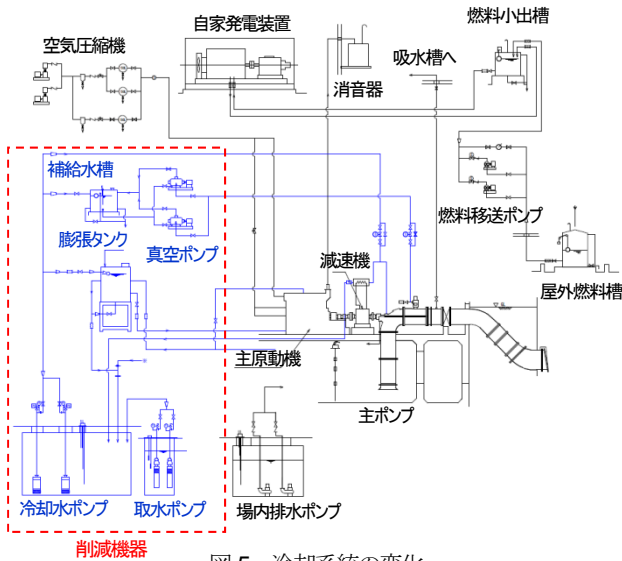 燃料小出槽
自家発電装置
空気圧縮機
吸水槽へ
消音器
補給水槽
燃料移送ポンプ
膨張タンク
真空ポンプ
減速機
屋外燃料槽
主原動機
主ポンプ
冷却水ポンプ
取水ポンプ
場内排水ポンプ
削減機器